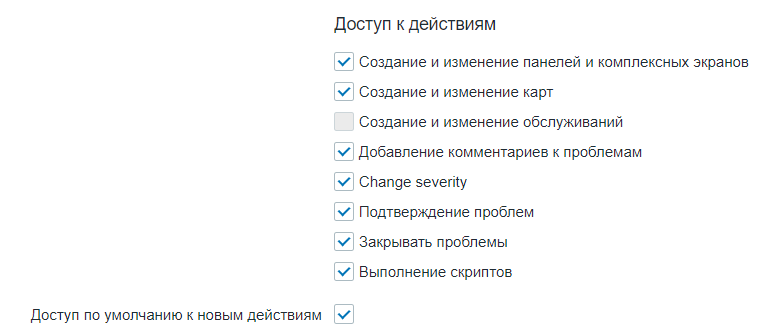 Доступ к действиям
Создание и изменение панелей и комплексных экранов
Создание и изменение карт
Создание и изменение обслуживаний
Добавление комментариев к проблемам
Change severity
Подтверждение проблем
Закрывать проблемы
Выполнение скриптов
Доступ по умолчанию к новым действиям